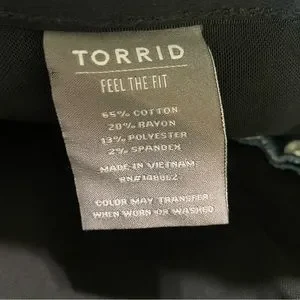 TORRID
FEEL THE FIT
65% COTTON
20% RAYON
13% POLYESTER
2% SPANDEX
MADE IN VIETNAM
COLOR MAY TRANSFER
WHEN WORN OR WASHED